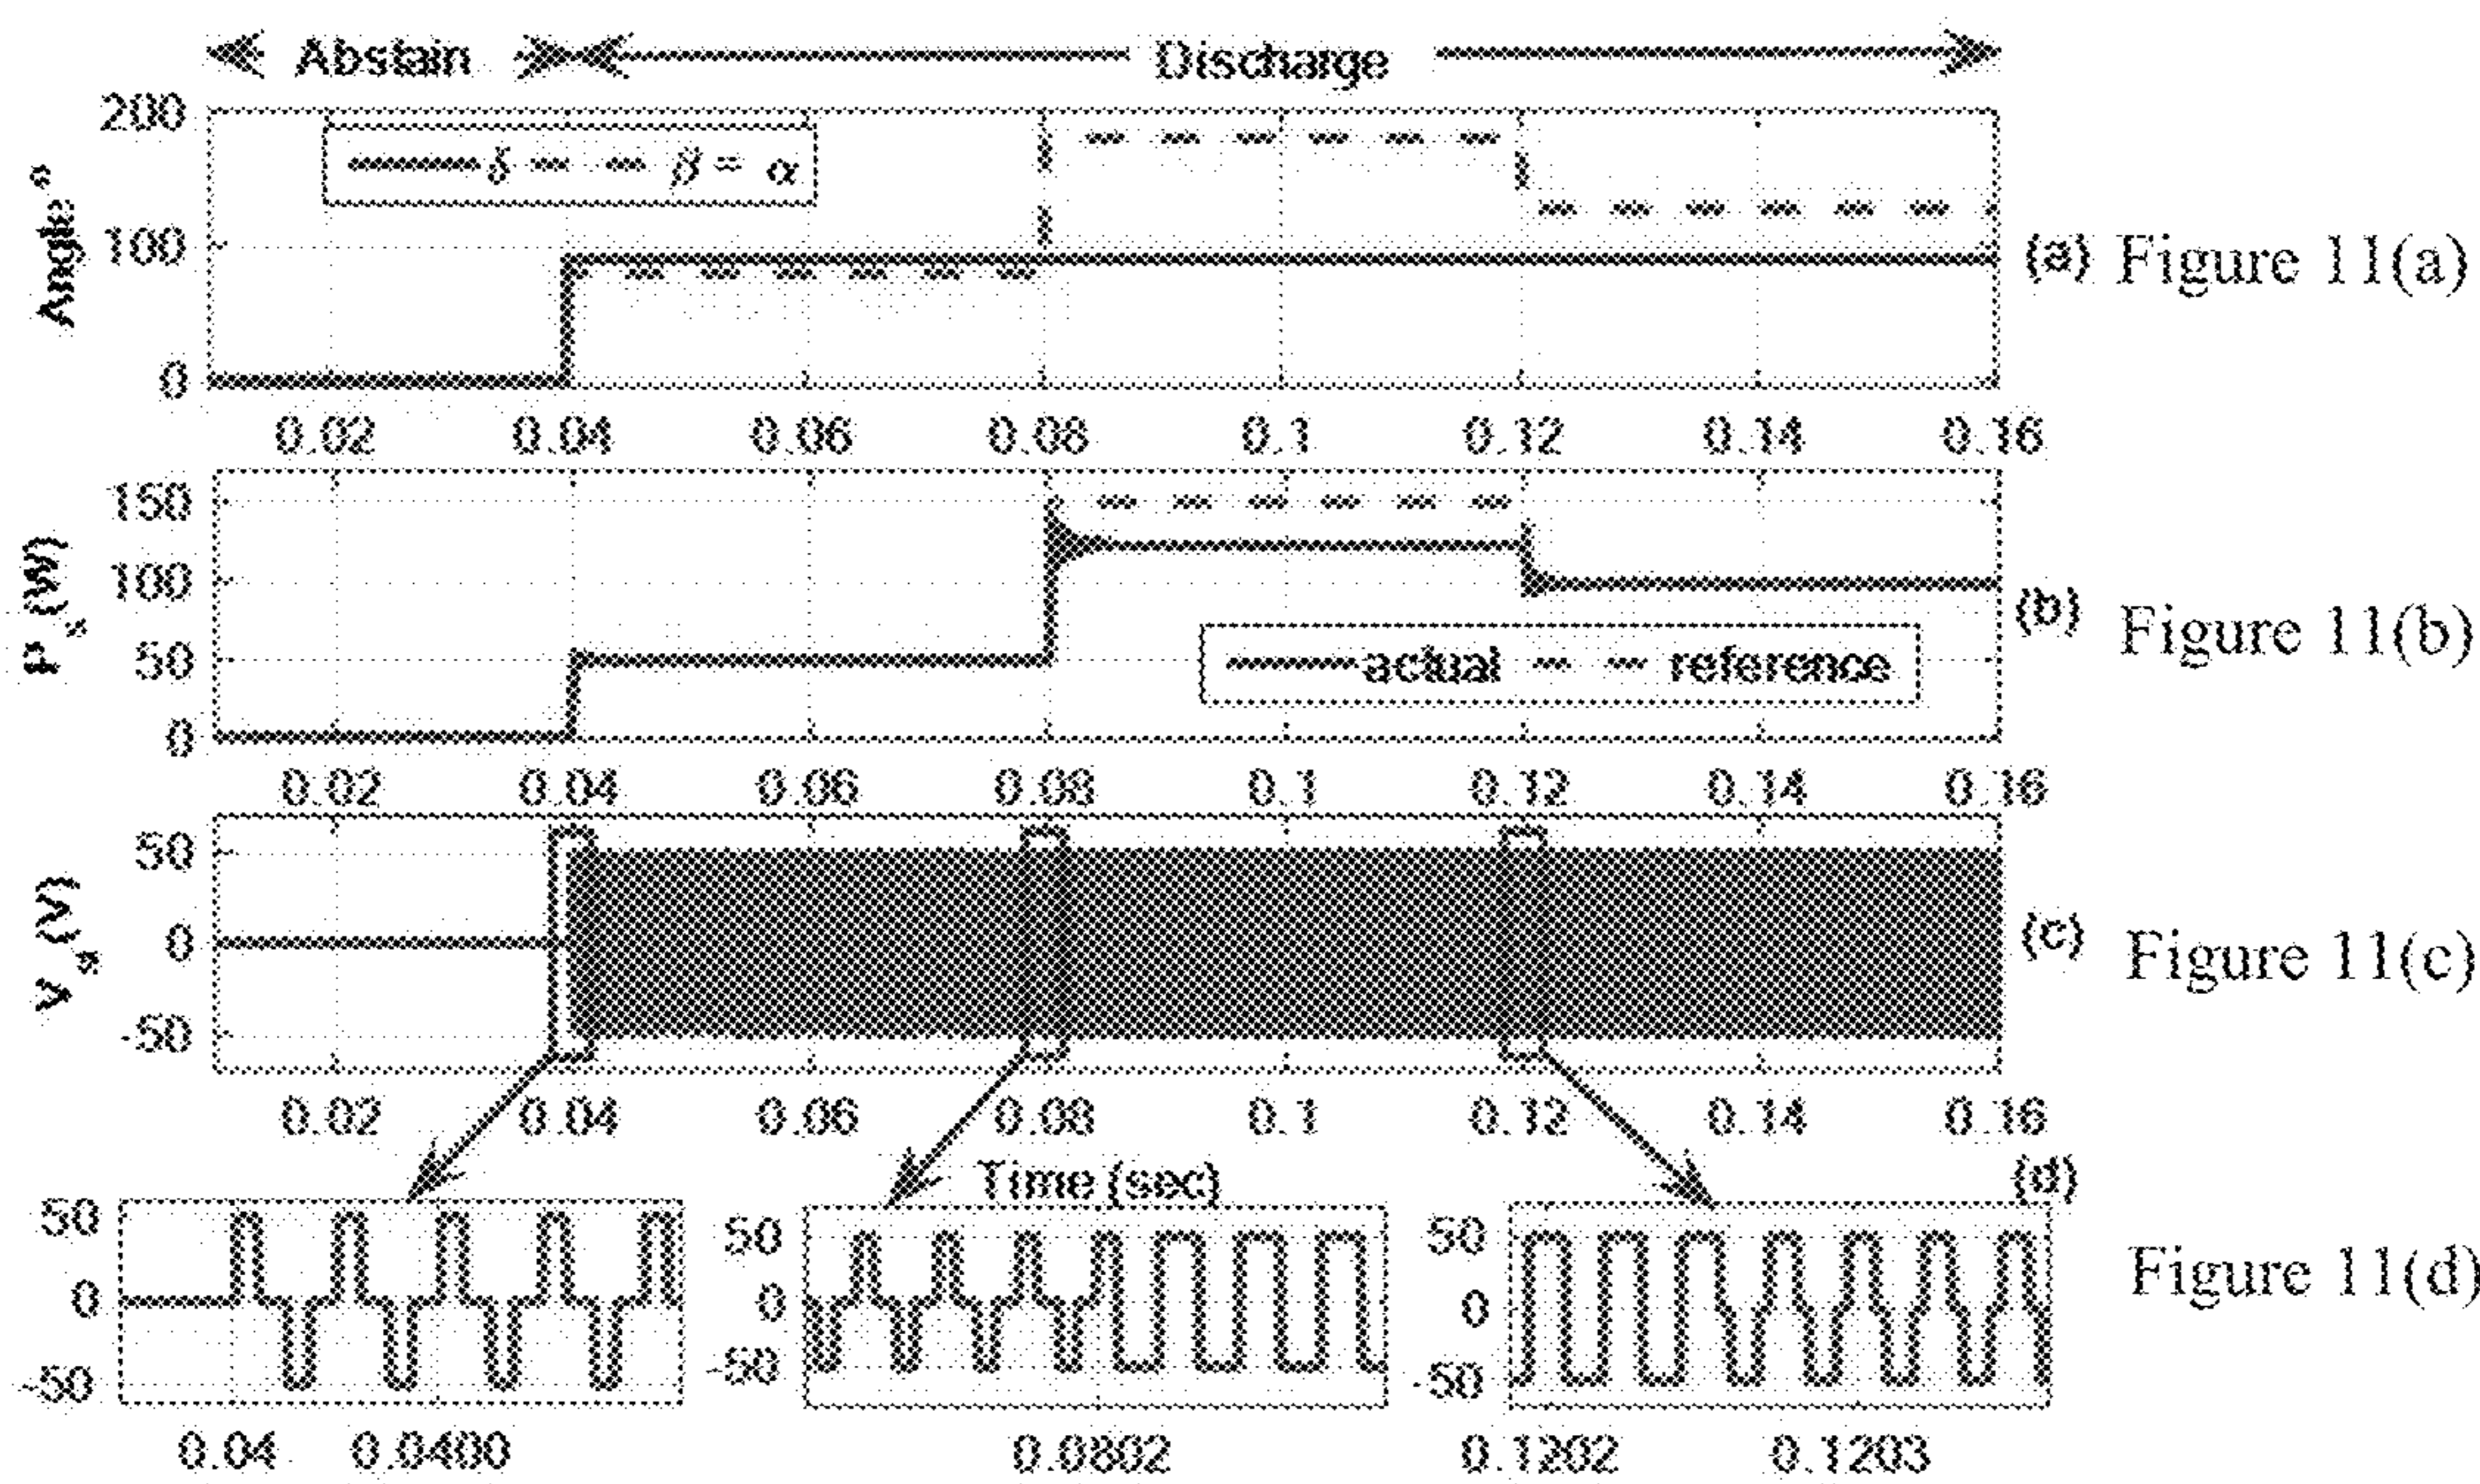 Abstain Discharge
200
100
0
Angle °
δ β = α
(a) Figure 11(a)
0.02 0.04 0.06 0.08 0.1 0.12 0.14 0.16
150
100
50
0
Ps (W)
actual reference
(b) Figure 11(b)
0.02 0.04 0.06 0.08 0.1 0.12 0.14 0.16
50
0
-50
Vs (V)
(c) Figure 11(c)
0.02 0.04 0.06 0.08 0.1 0.12 0.14 0.16
Time (sec)
(d)
50
0
-50
50
0
-50
50
0
-50
Figure 11(d)
0.04 0.0400 0.0802 0.1202 0.1203